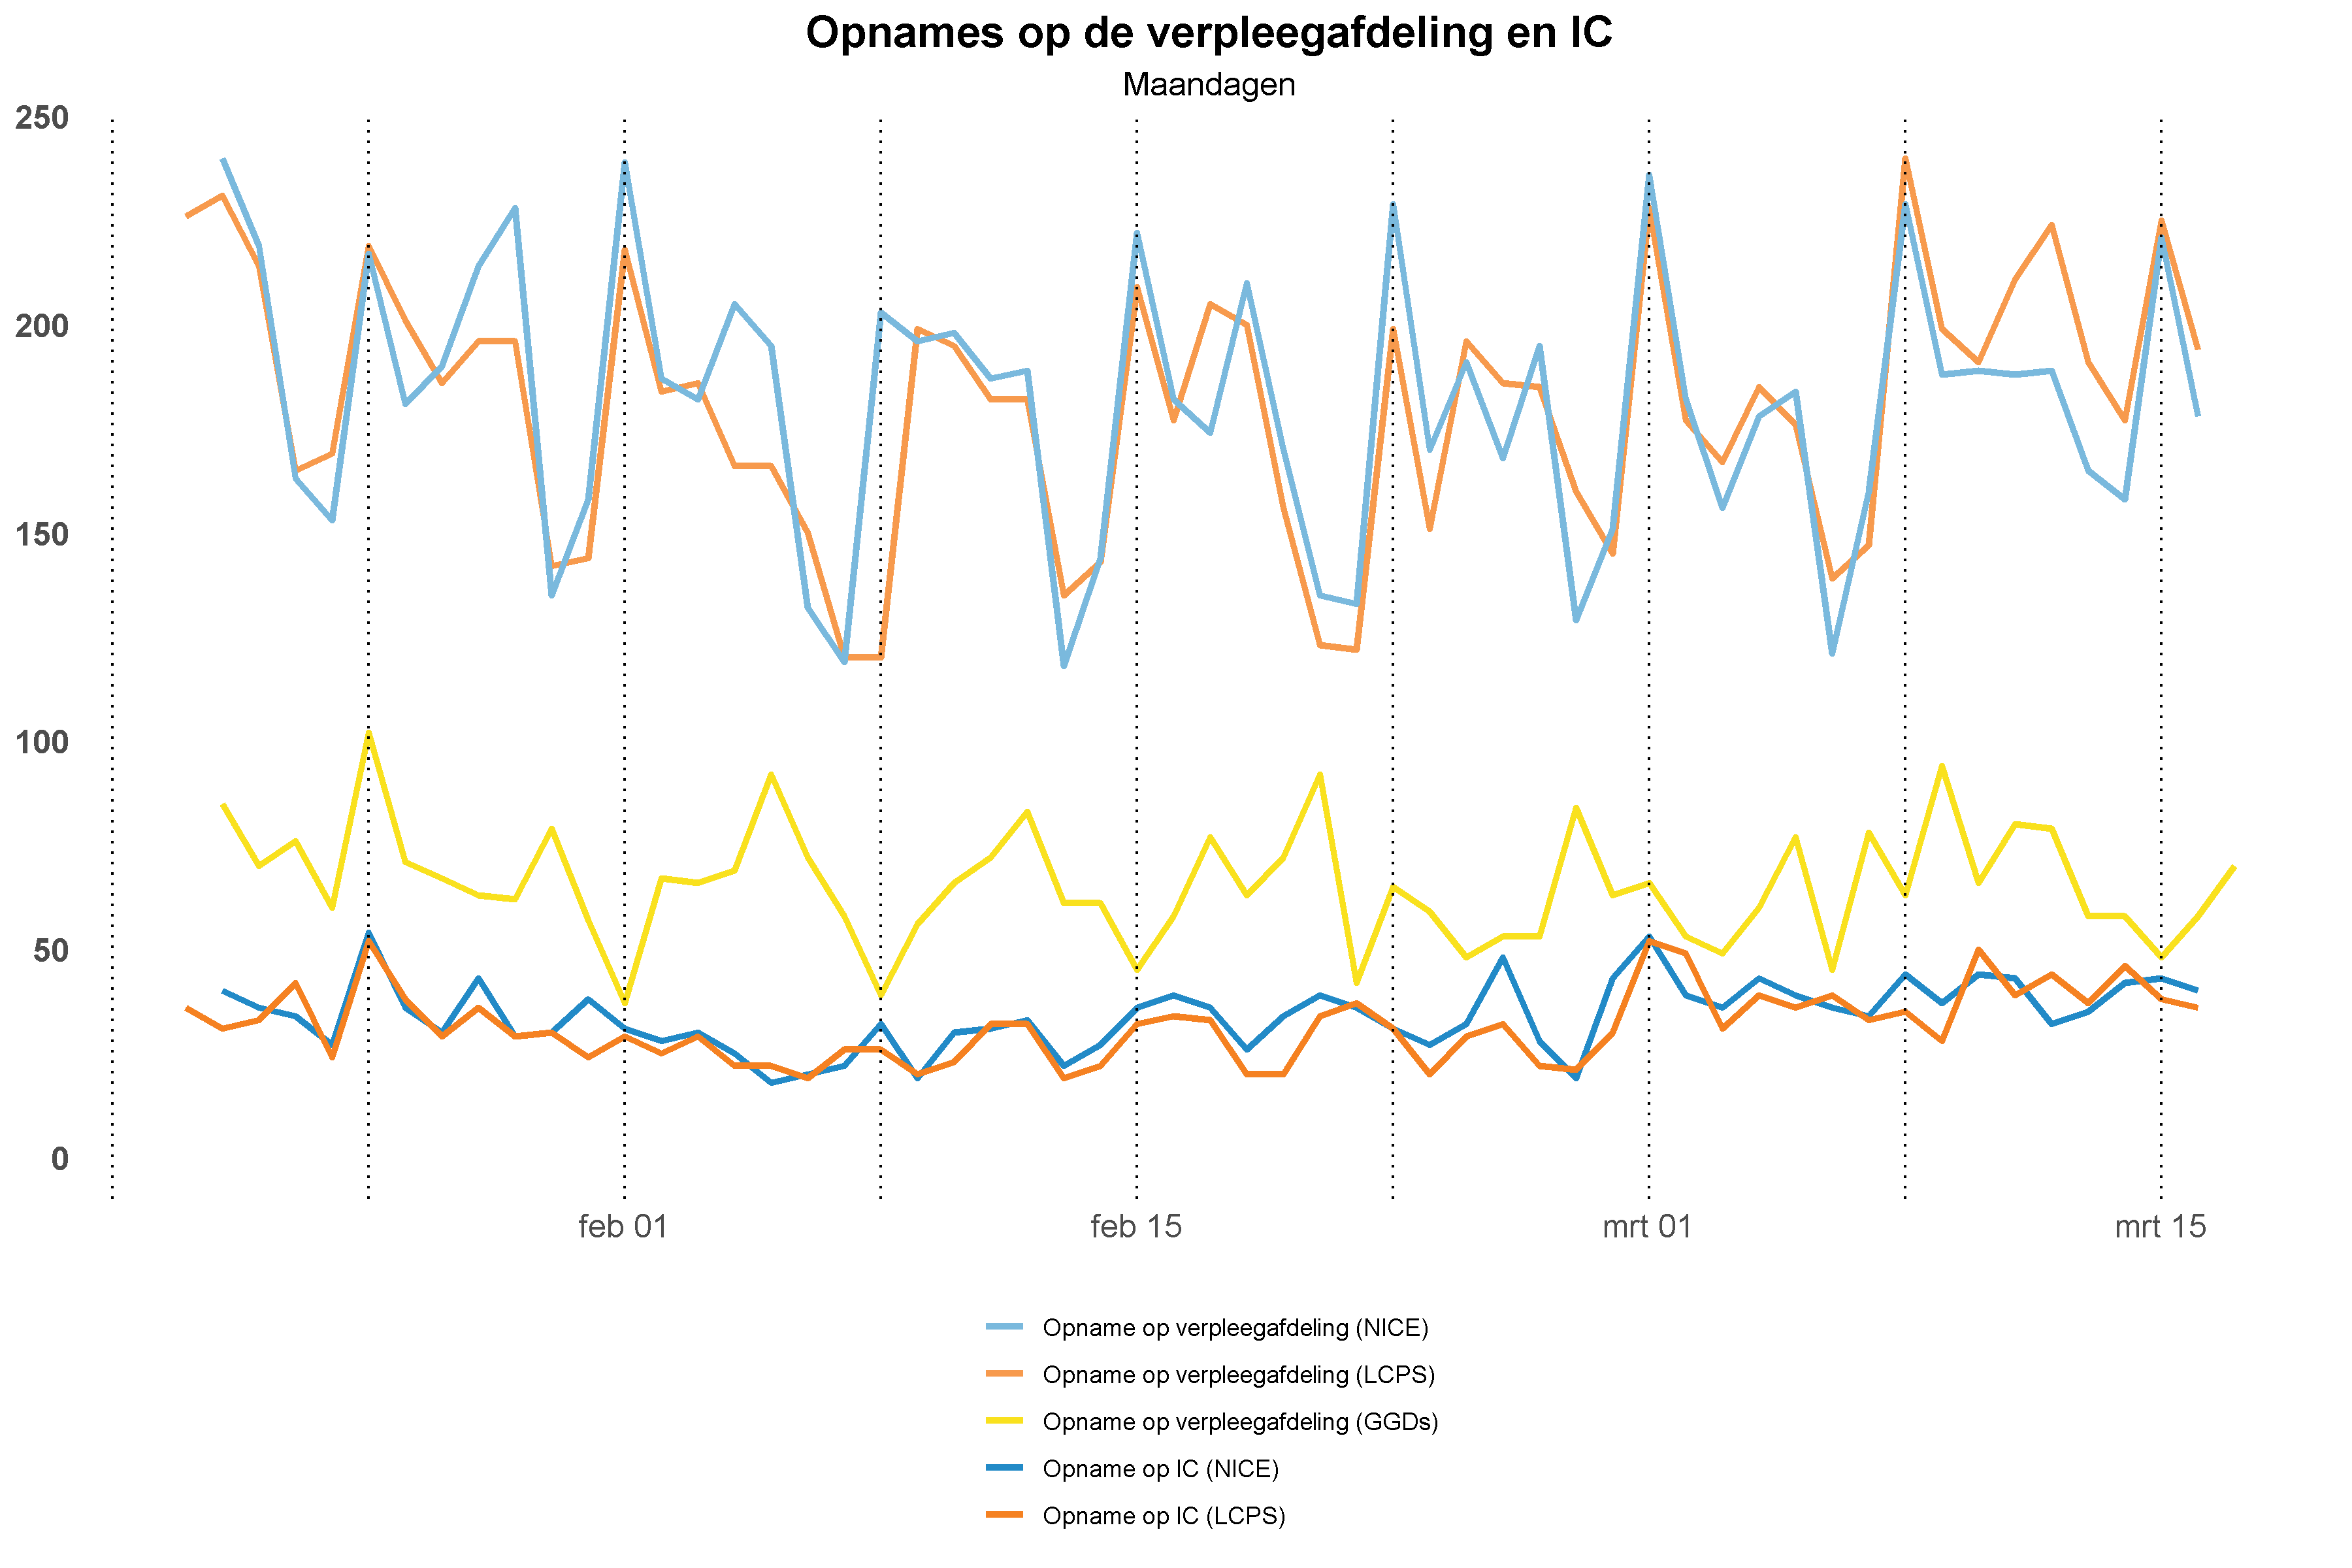 Opnames op de verpleegafdeling en IC
Maandagen
250
200
150
100
50
0
feb 01 feb 15 mrt 01 mrt 15
Opname op verpleegafdeling (NICE)
Opname op verpleegafdeling (LCPS)
Opname op verpleegafdeling (GGDs)
Opname op IC (NICE)
Opname op IC (LCPS)